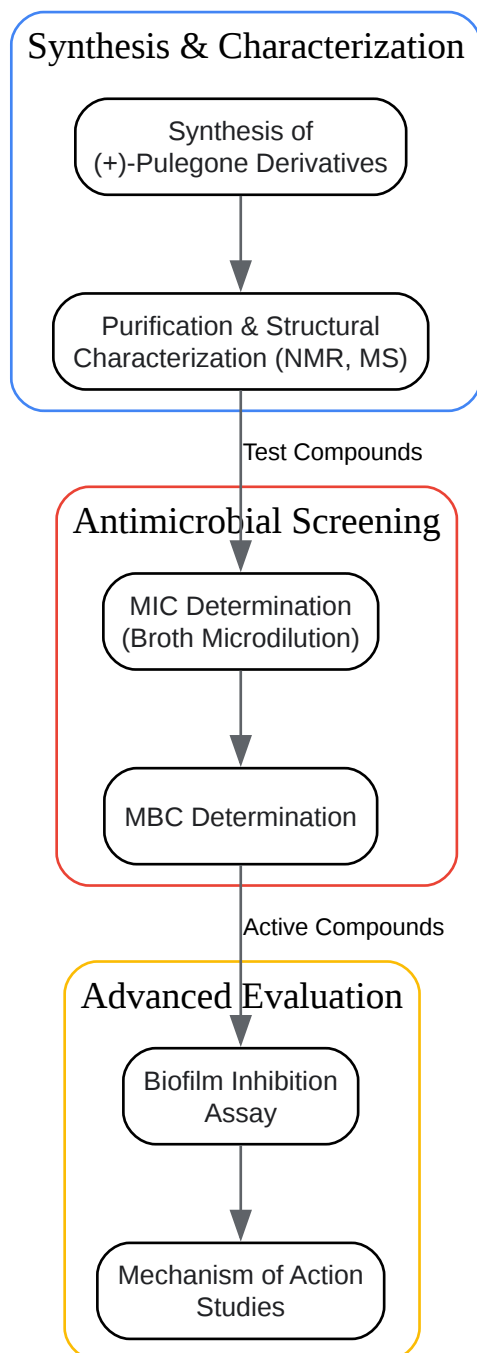 Synthesis & Characterization
Synthesis of
(+)-Pulegone Derivatives
Purification & Structural
Characterization (NMR, MS)
Test Compounds
Antimicrobial Screening
MIC Determination
(Broth Microdilution)
MBC Determination
Active Compounds
Advanced Evaluation
Biofilm Inhibition
Assay
Mechanism of Action
Studies